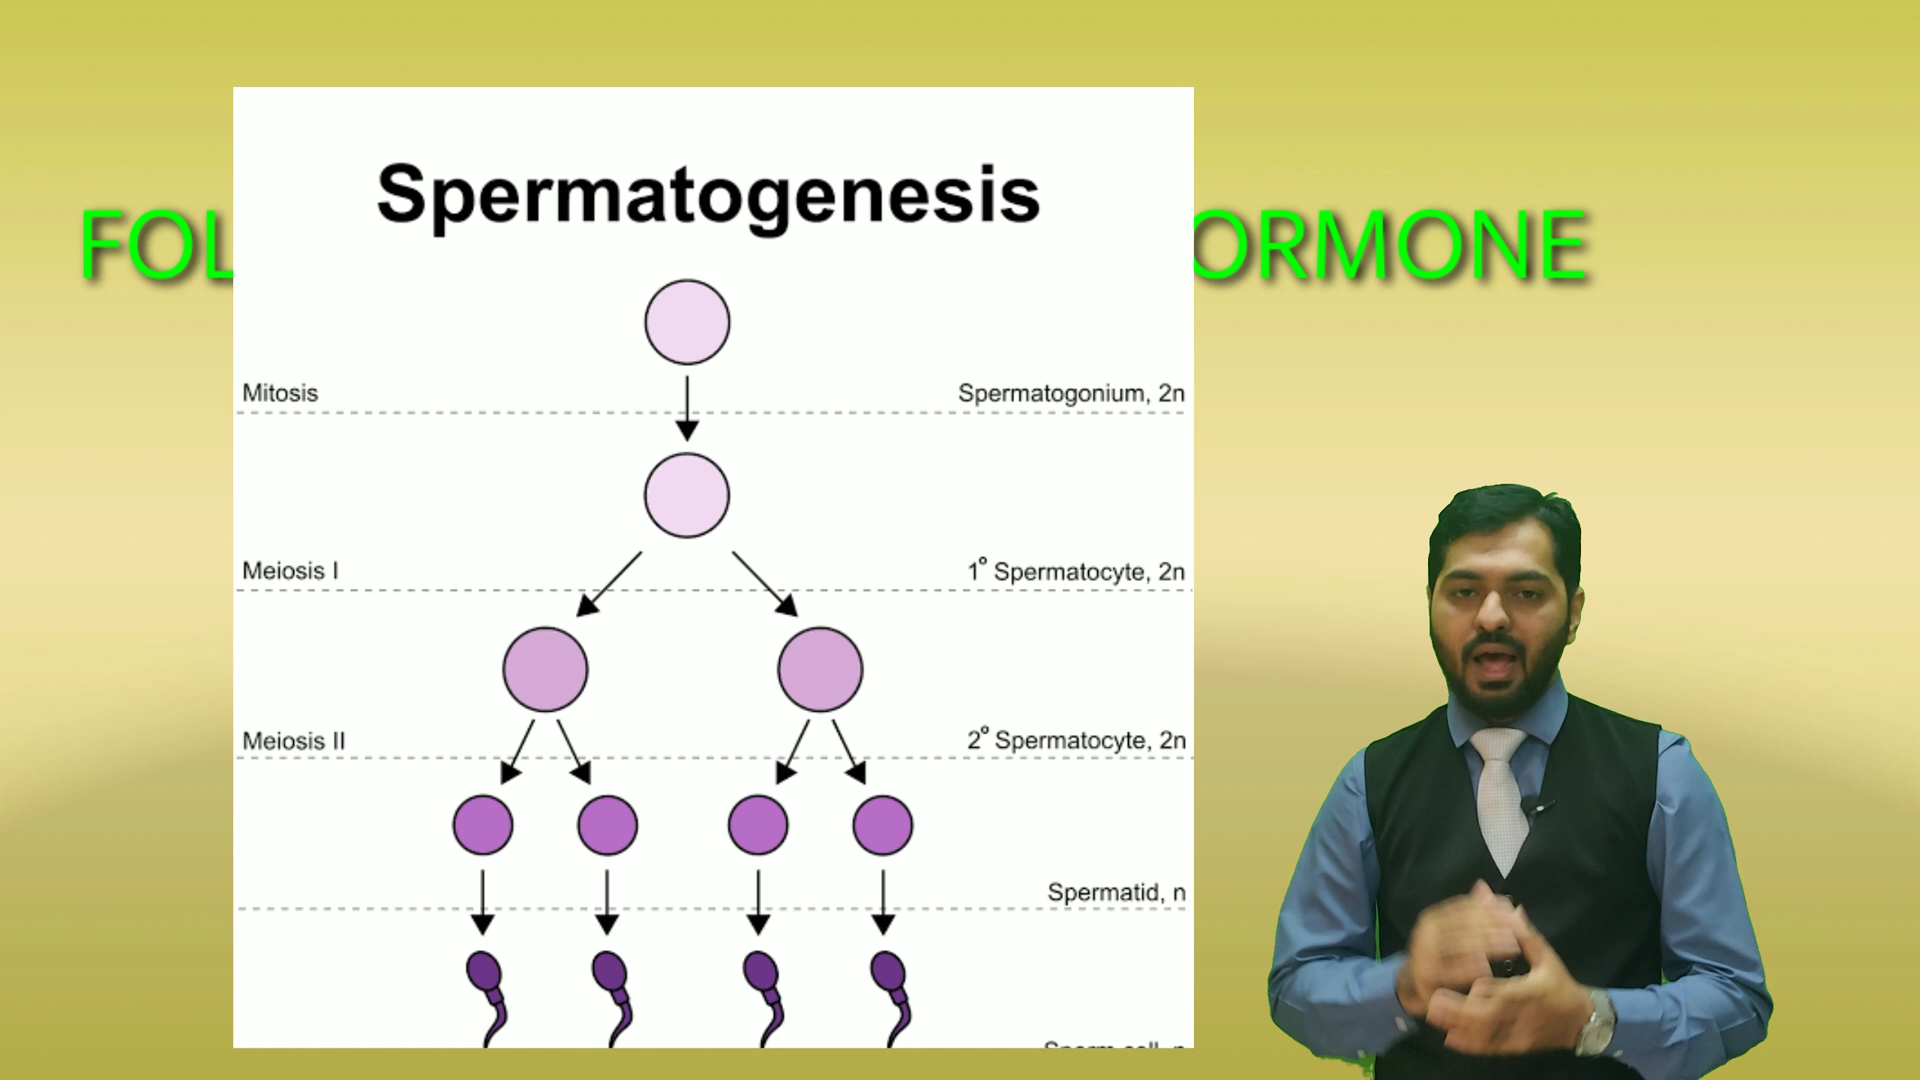 Spermatogenesis
FOL ORMONE
Mitosis Spermatogonium, 2n
Meiosis I 1° Spermatocyte, 2n
Meiosis II 2° Spermatocyte, 2n
Spermatid, n